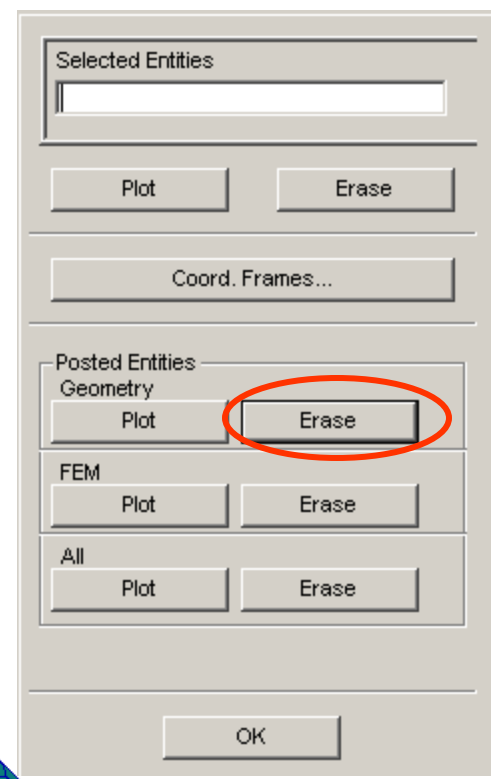 Selected Entities
Plot Erase
Coord. Frames...
Posted Entities
Geometry
Plot Erase
FEM
Plot Erase
All
Plot Erase
OK